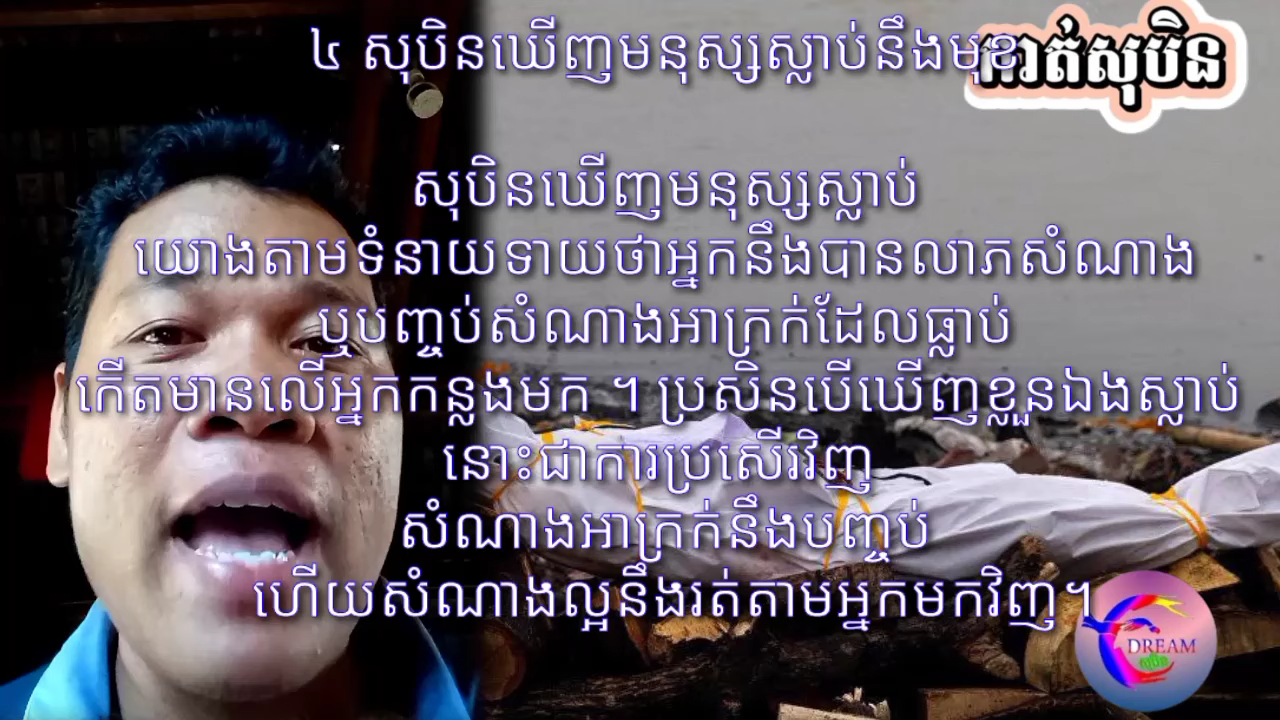 ៤ សុបិនឃើញមនុស្សស្លាប់នឹងមុខ
កាត់សុបិន
សុបិនឃើញមនុស្សស្លាប់
យោងតាមទំនាយទាយថាអ្នកនឹងបានលាភសំណាង
ឬបញ្ចប់សំណាងអាក្រក់ដែលធ្លាប់
កើតមានលើអ្នកកន្លងមក ។ ប្រសិនបើឃើញខ្លួនឯងស្លាប់
នោះជាការប្រសើរវិញ
សំណាងអាក្រក់នឹងបញ្ចប់
ហើយសំណាងល្អនឹងរត់តាមអ្នកមកវិញ។
DREAM
សុបិន